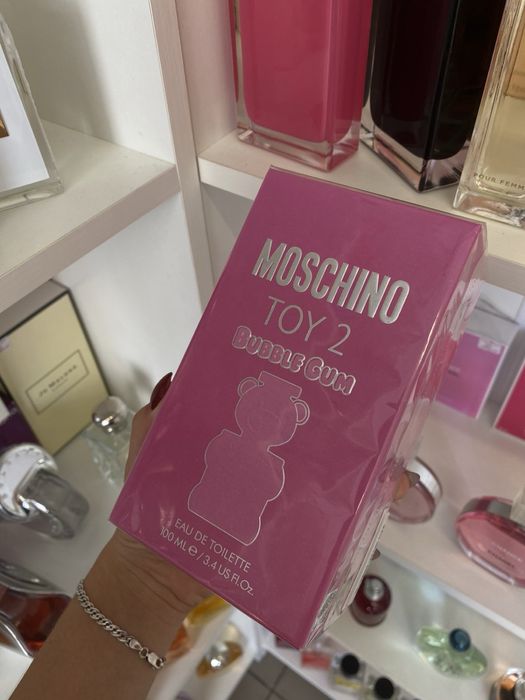 POUR FEMME
MOSCHINO
TOY 2
BUBBLE GUM
EAU DE TOILETTE
100 ML e / 3.4 US Fl.Oz.
Jo Malone